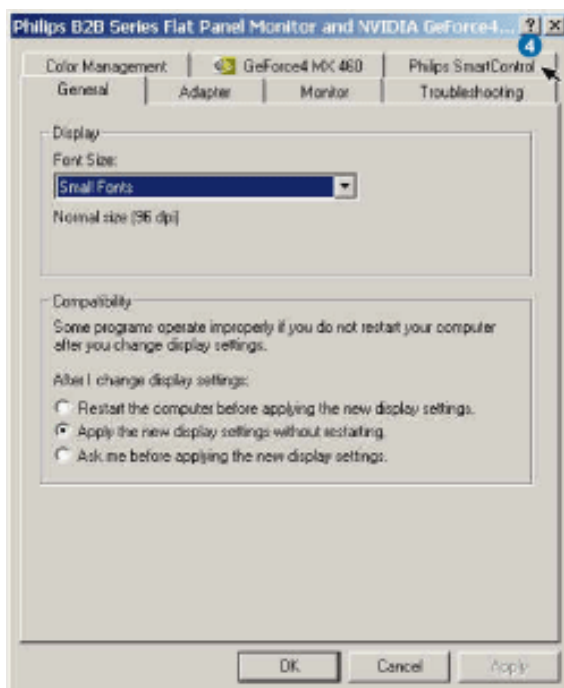 Philips B2B Series Flat Panel Monitor and NVIDIA GeForce4...
4
Color Management GeForce4 MX 460 Philips SmartControl
General Adapter Monitor Troubleshooting
Display
Font Size:
Small Fonts
Normal size (96 dpi)
Compatibility
Some programs operate improperly if you do not restart your computer
after you change display settings.
After I change display settings:
Restart the computer before applying the new display settings.
Apply the new display settings without restarting.
Ask me before applying the new display settings.
OK Cancel Apply